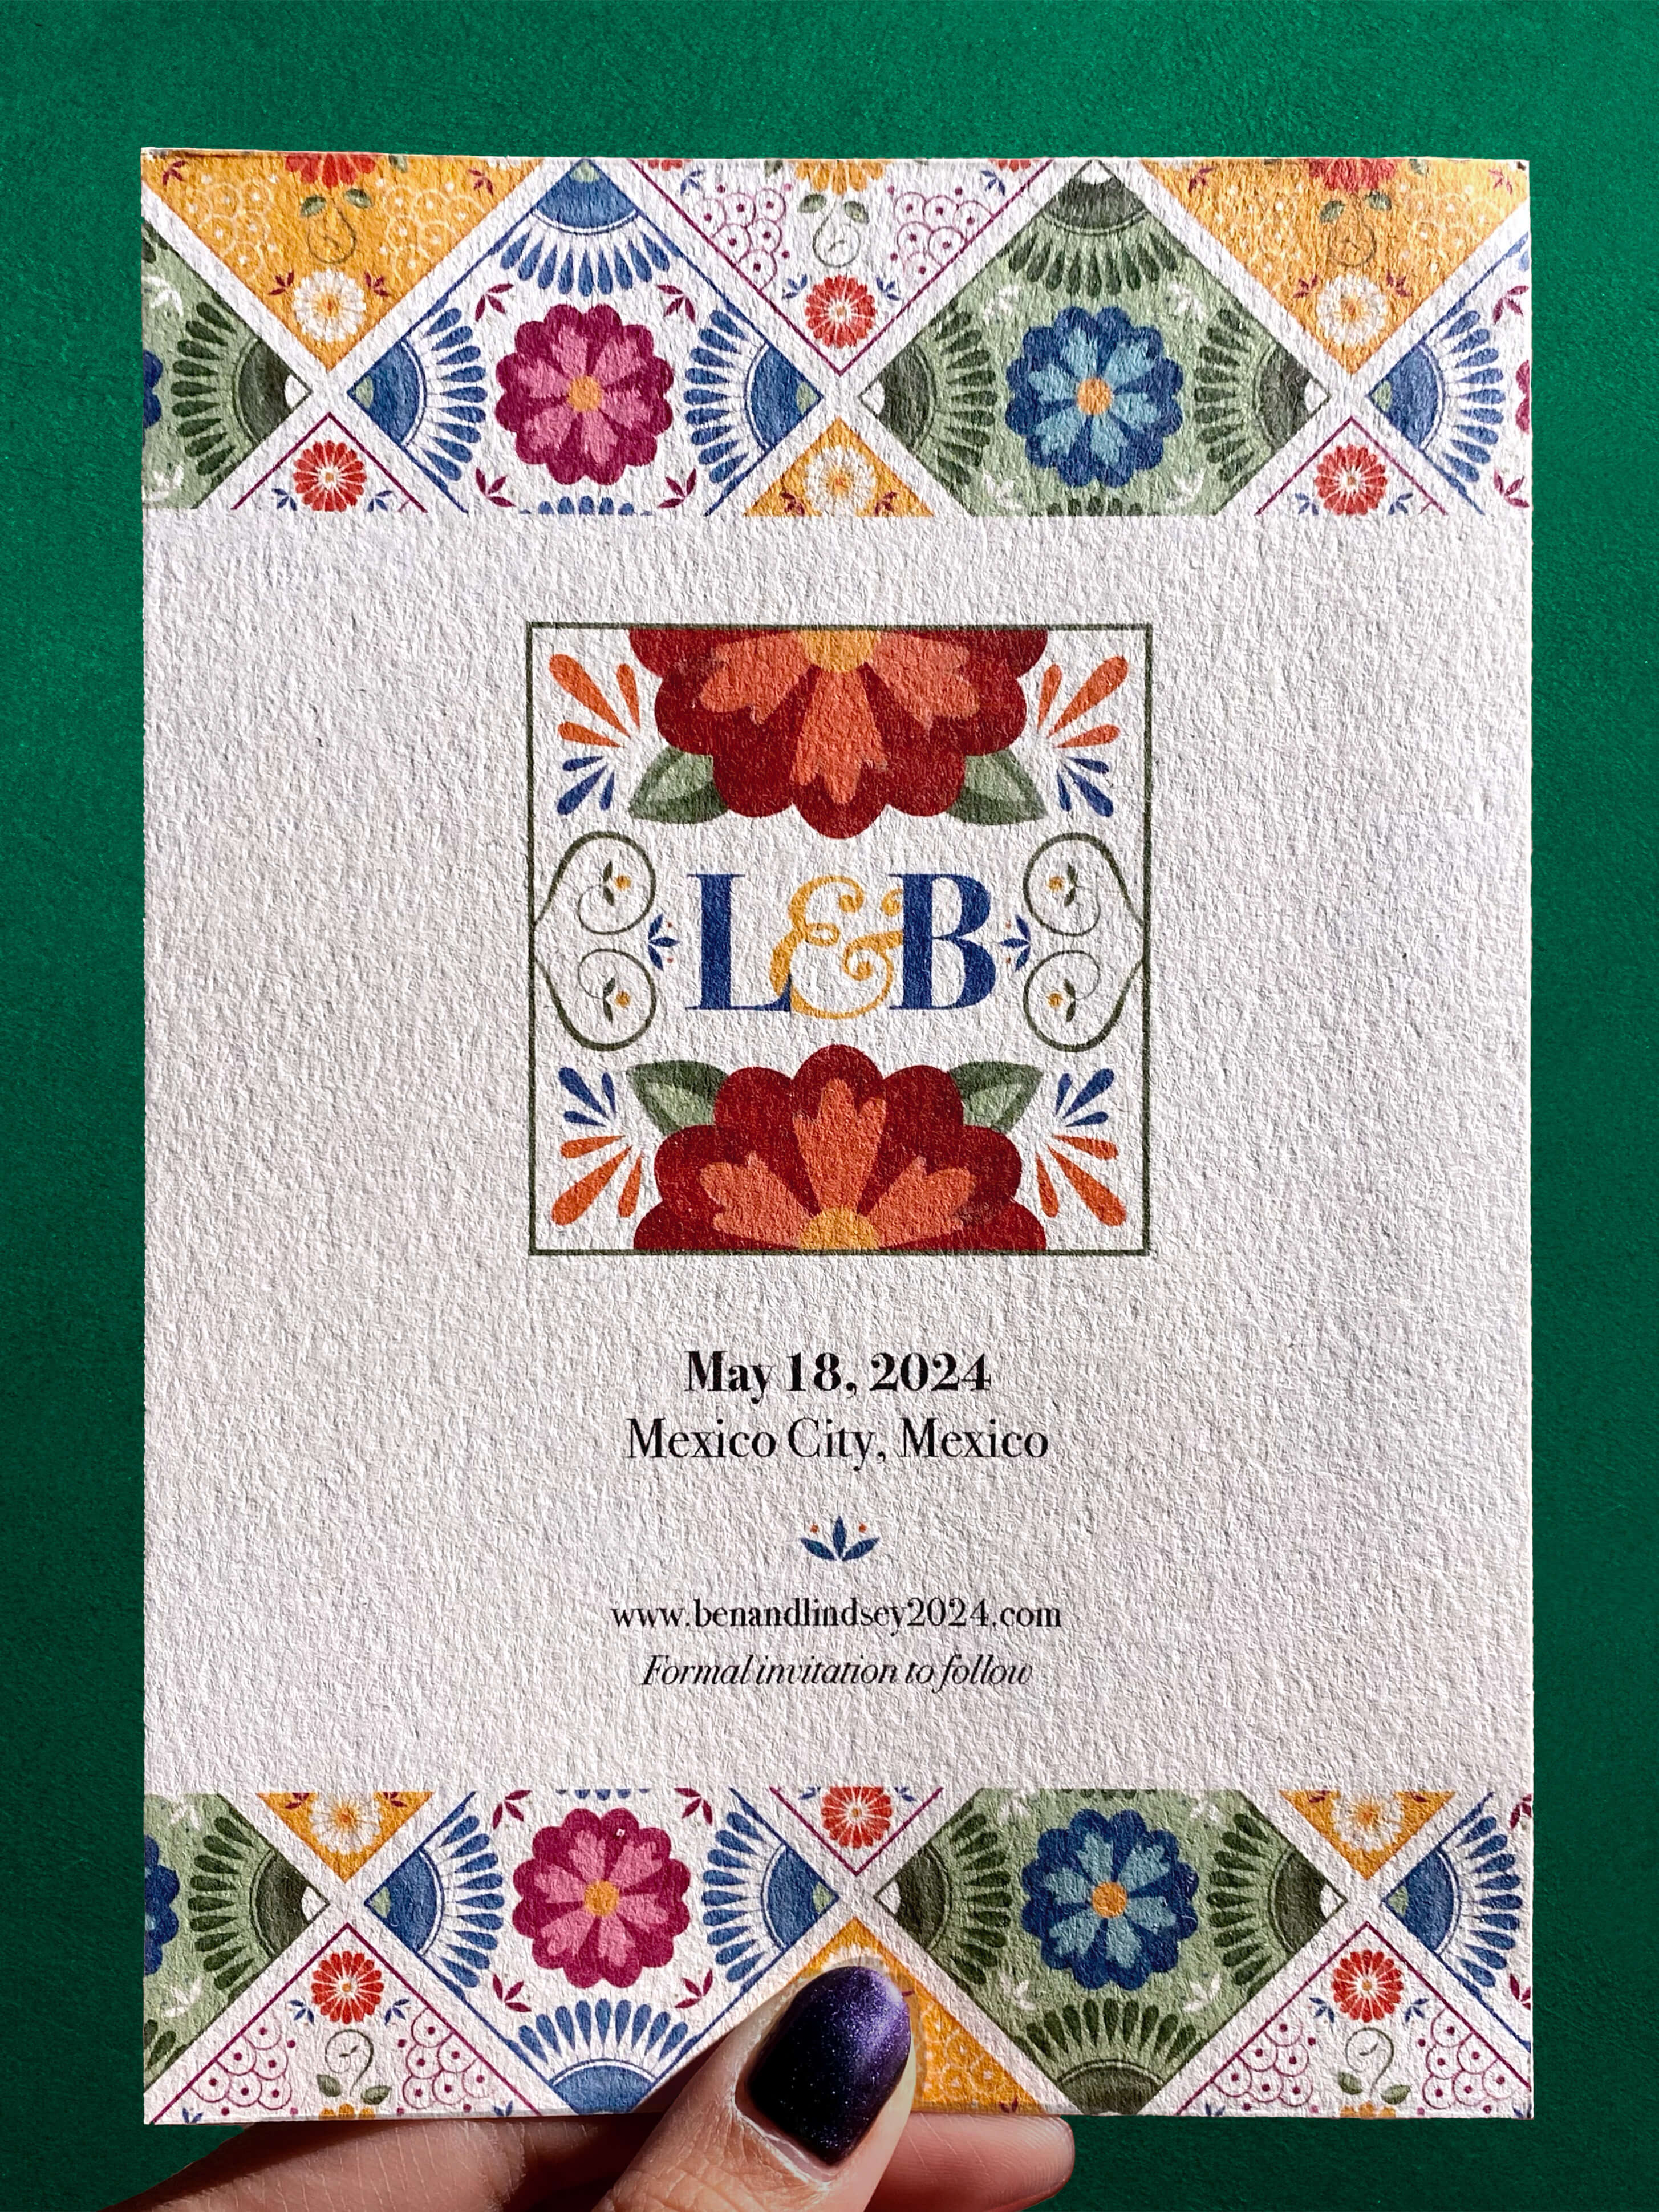 L&B
May 18, 2024
Mexico City, Mexico
www.benandlindsey2024.com
Formal invitation to follow